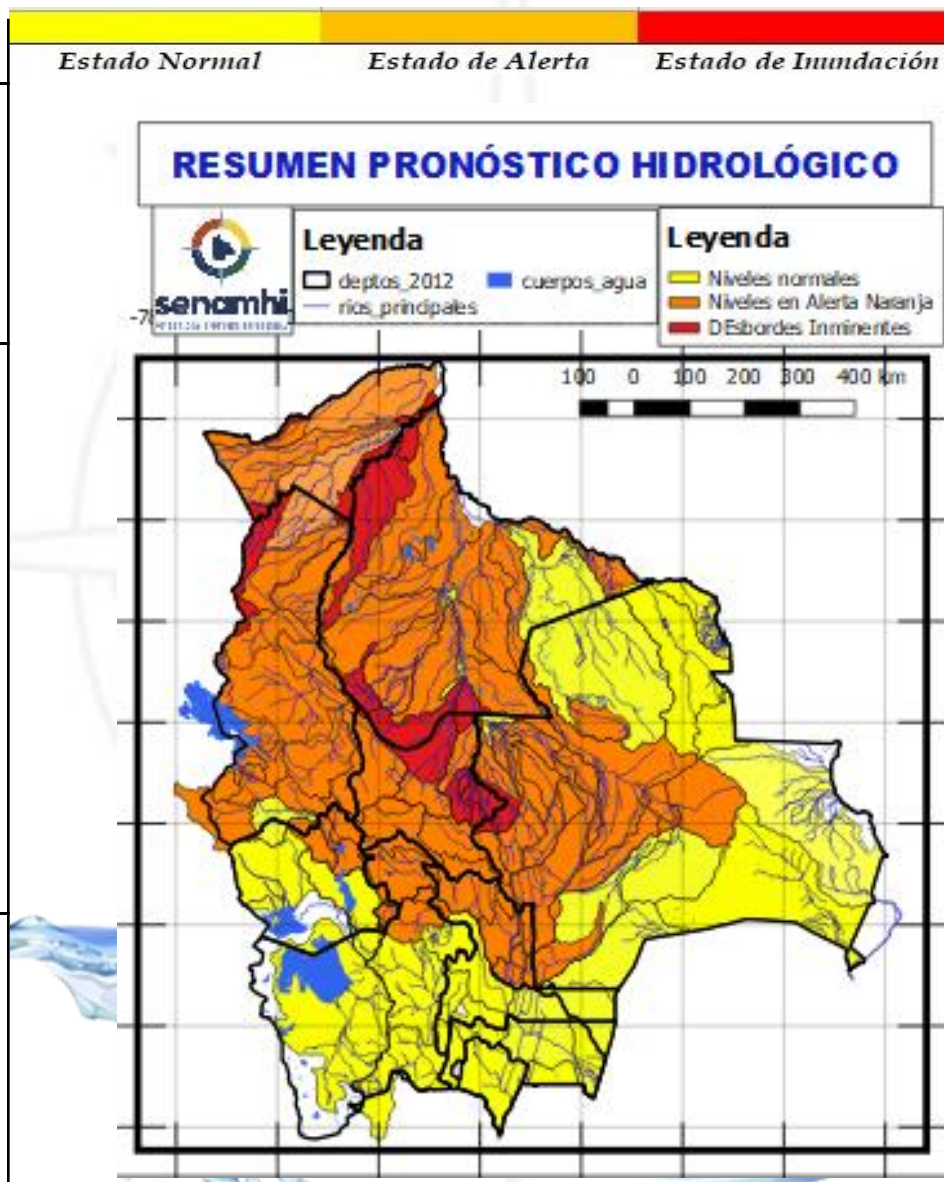 Estado Normal Estado de Alerta Estado de Inundación
RESUMEN PRONÓSTICO HIDROLÓGICO
senamhi
Leyenda
deptos_2012 cuerpos_agua
rios_principales
Leyenda
Niveles normales
Niveles en Alerta Naranja
DEsbordes Inminentes
100 0 100 200 300 400 km